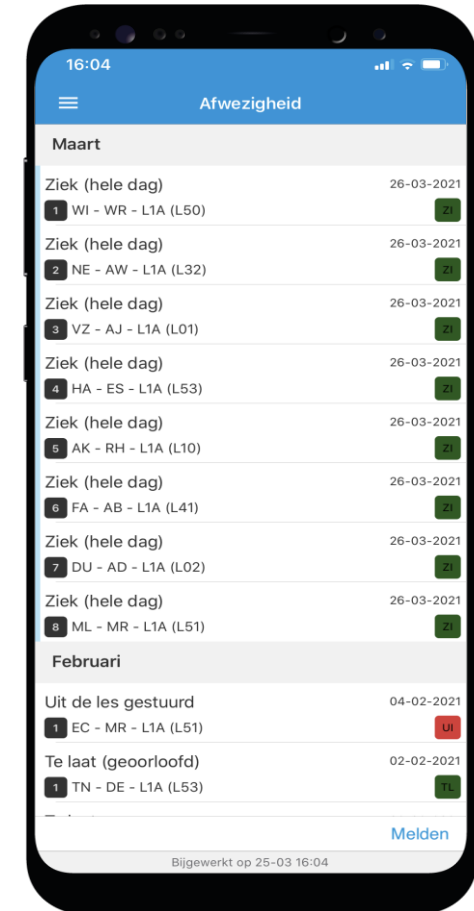 16:04
Afwezigheid
Maart
Ziek (hele dag) 26-03-2021
1 WI - WR - L1A (L50) ZI
Ziek (hele dag) 26-03-2021
2 NE - AW - L1A (L32) ZI
Ziek (hele dag) 26-03-2021
3 VZ - AJ - L1A (L01) ZI
Ziek (hele dag) 26-03-2021
4 HA - ES - L1A (L53) ZI
Ziek (hele dag) 26-03-2021
5 AK - RH - L1A (L10) ZI
Ziek (hele dag) 26-03-2021
6 FA - AB - L1A (L41) ZI
Ziek (hele dag) 26-03-2021
7 DU - AD - L1A (L02) ZI
Ziek (hele dag) 26-03-2021
8 ML - MR - L1A (L51) ZI
Februari
Uit de les gestuurd 04-02-2021
1 EC - MR - L1A (L51) UI
Te laat (geoorloofd) 02-02-2021
1 TN - DE - L1A (L53) TL
Melden
Bijgewerkt op 25-03 16:04